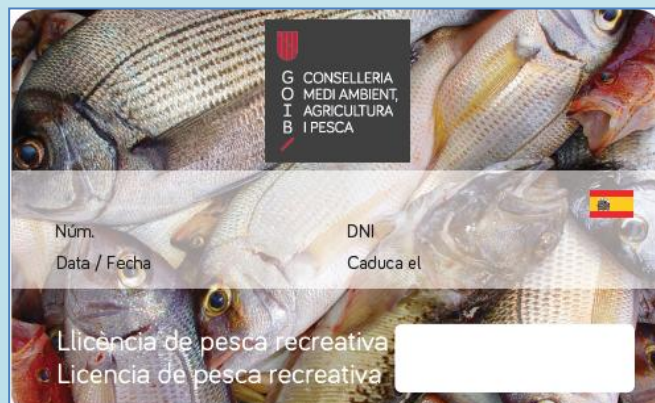 G CONSELLERIA
O MEDI AMBIENT,
I AGRICULTURA
B I PESCA
Núm.
DNI
Data / Fecha
Caduca el
Llicència de pesca recreativa
Licencia de pesca recreativa